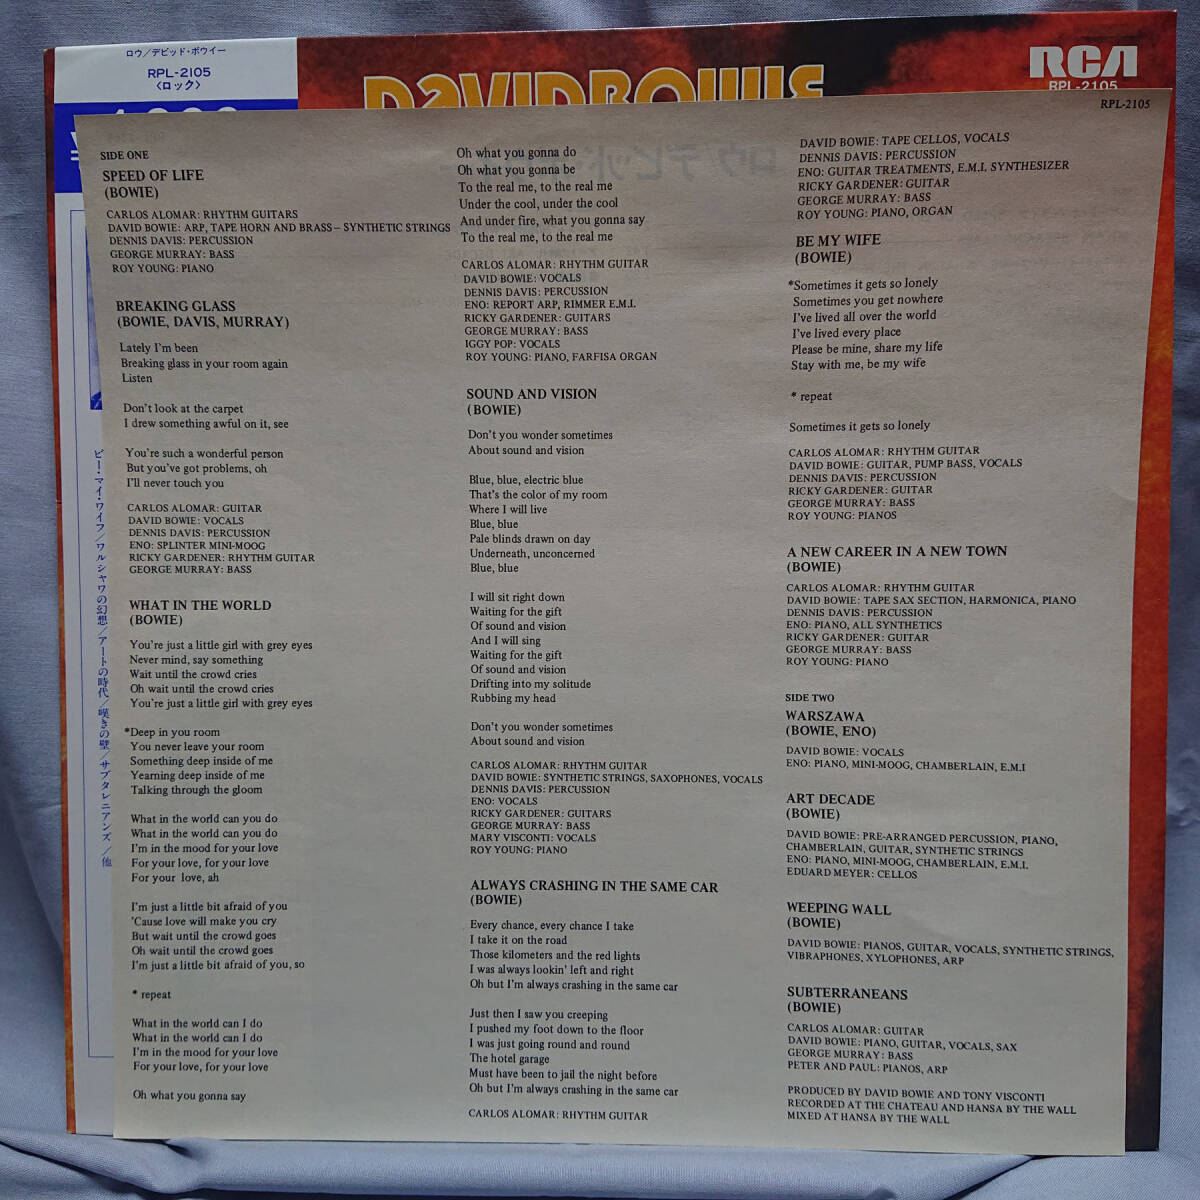 ロウ/デビッド・ボウイー
RPL-2105
〈ロック〉
DAVID BOWIE
RCA
RPL-2105
RPL-2105
SIDE ONE
SPEED OF LIFE
(BOWIE)
CARLOS ALOMAR: RHYTHM GUITARS
DAVID BOWIE: ARP, TAPE HORN AND BRASS– SYNTHETIC STRINGS
DENNIS DAVIS: PERCUSSION
GEORGE MURRAY: BASS
ROY YOUNG: PIANO
BREAKING GLASS
(BOWIE, DAVIS, MURRAY)
Lately I'm been
Breaking glass in your room again
Listen
Don't look at the carpet
I drew something awful on it, see
You're such a wonderful person
But you've got problems, oh
I'll never touch you
CARLOS ALOMAR: GUITAR
DAVID BOWIE: VOCALS
DENNIS DAVIS: PERCUSSION
ENO: SPLINTER MINI-MOOG
RICKY GARDENER: RHYTHM GUITAR
GEORGE MURRAY: BASS
WHAT IN THE WORLD
(BOWIE)
You're just a little girl with grey eyes
Never mind, say something
Wait until the crowd cries
Oh wait until the crowd cries
You're just a little girl with grey eyes
*Deep in you room
You never leave your room
Something deep inside of me
Yearning deep inside of me
Talking through the gloom
What in the world can you do
What in the world can you do
I'm in the mood for your love
For your love, for your love
For your love, ah
I'm just a little bit afraid of you
'Cause love will make you cry
But wait until the crowd goes
Oh wait until the crowd goes
I'm just a little bit afraid of you, so
* repeat
What in the world can I do
What in the world can I do
I'm in the mood for your love
For your love, for your love
Oh what you gonna say
Oh what you gonna do
Oh what you gonna be
To the real me, to the real me
Under the cool, under the cool
And under fire, what you gonna say
To the real me, to the real me
CARLOS ALOMAR: RHYTHM GUITAR
DAVID BOWIE: VOCALS
DENNIS DAVIS: PERCUSSION
ENO: REPORT ARP, RIMMER E.M.I.
RICKY GARDENER: GUITARS
GEORGE MURRAY: BASS
IGGY POP: VOCALS
ROY YOUNG: PIANO, FARFISA ORGAN
SOUND AND VISION
(BOWIE)
Don't you wonder sometimes
About sound and vision
Blue, blue, electric blue
That's the color of my room
Where I will live
Blue, blue
Pale blinds drawn on day
Underneath, unconcerned
Blue, blue
I will sit right down
Waiting for the gift
Of sound and vision
And I will sing
Waiting for the gift
Of sound and vision
Drifting into my solitude
Rubbing my head
Don't you wonder sometimes
About sound and vision
CARLOS ALOMAR: RHYTHM GUITAR
DAVID BOWIE: SYNTHETIC STRINGS, SAXOPHONES, VOCALS
DENNIS DAVIS: PERCUSSION
ENO: VOCALS
RICKY GARDENER: GUITARS
GEORGE MURRAY: BASS
MARY VISCONTI: VOCALS
ROY YOUNG: PIANO
ALWAYS CRASHING IN THE SAME CAR
(BOWIE)
Every chance, every chance I take
I take it on the road
Those kilometers and the red lights
I was always lookin' left and right
Oh but I'm always crashing in the same car
Just then I saw you creeping
I pushed my foot down to the floor
I was just going round and round
The hotel garage
Must have been to jail the night before
Oh but I'm always crashing in the same car
CARLOS ALOMAR: RHYTHM GUITAR
DAVID BOWIE: TAPE CELLOS, VOCALS
DENNIS DAVIS: PERCUSSION
ENO: GUITAR TREATMENTS, E.M.I. SYNTHESIZER
RICKY GARDENER: GUITAR
GEORGE MURRAY: BASS
ROY YOUNG: PIANO, ORGAN
BE MY WIFE
(BOWIE)
*Sometimes it gets so lonely
Sometimes you get nowhere
I've lived all over the world
I've lived every place
Please be mine, share my life
Stay with me, be my wife
* repeat
Sometimes it gets so lonely
CARLOS ALOMAR: RHYTHM GUITAR
DAVID BOWIE: GUITAR, PUMP BASS, VOCALS
DENNIS DAVIS: PERCUSSION
RICKY GARDENER: GUITAR
GEORGE MURRAY: BASS
ROY YOUNG: PIANOS
A NEW CAREER IN A NEW TOWN
(BOWIE)
CARLOS ALOMAR: RHYTHM GUITAR
DAVID BOWIE: TAPE SAX SECTION, HARMONICA, PIANO
DENNIS DAVIS: PERCUSSION
ENO: PIANO, ALL SYNTHETICS
RICKY GARDENER: GUITAR
GEORGE MURRAY: BASS
ROY YOUNG: PIANO
SIDE TWO
WARSZAWA
(BOWIE, ENO)
DAVID BOWIE: VOCALS
ENO: PIANO, MINI-MOOG, CHAMBERLAIN, E.M.I
ART DECADE
(BOWIE)
DAVID BOWIE: PRE-ARRANGED PERCUSSION, PIANO,
CHAMBERLAIN, GUITAR, SYNTHETIC STRINGS
ENO: PIANO, MINI-MOOG, CHAMBERLAIN, E.M.I.
EDUARD MEYER: CELLOS
WEEPING WALL
(BOWIE)
DAVID BOWIE: PIANOS, GUITAR, VOCALS, SYNTHETIC STRINGS,
VIBRAPHONES, XYLOPHONES, ARP
SUBTERRANEANS
(BOWIE)
CARLOS ALOMAR: GUITAR
DAVID BOWIE: PIANO, GUITAR, VOCALS, SAX
GEORGE MURRAY: BASS
PETER AND PAUL: PIANOS, ARP
PRODUCED BY DAVID BOWIE AND TONY VISCONTI
RECORDED AT THE CHATEAU AND HANSA BY THE WALL
MIXED AT HANSA BY THE WALL
ビー・マイ・ワイフ/ワルシャワの幻想/アートの時代/嘆きの壁/サブタレニアンズ/他